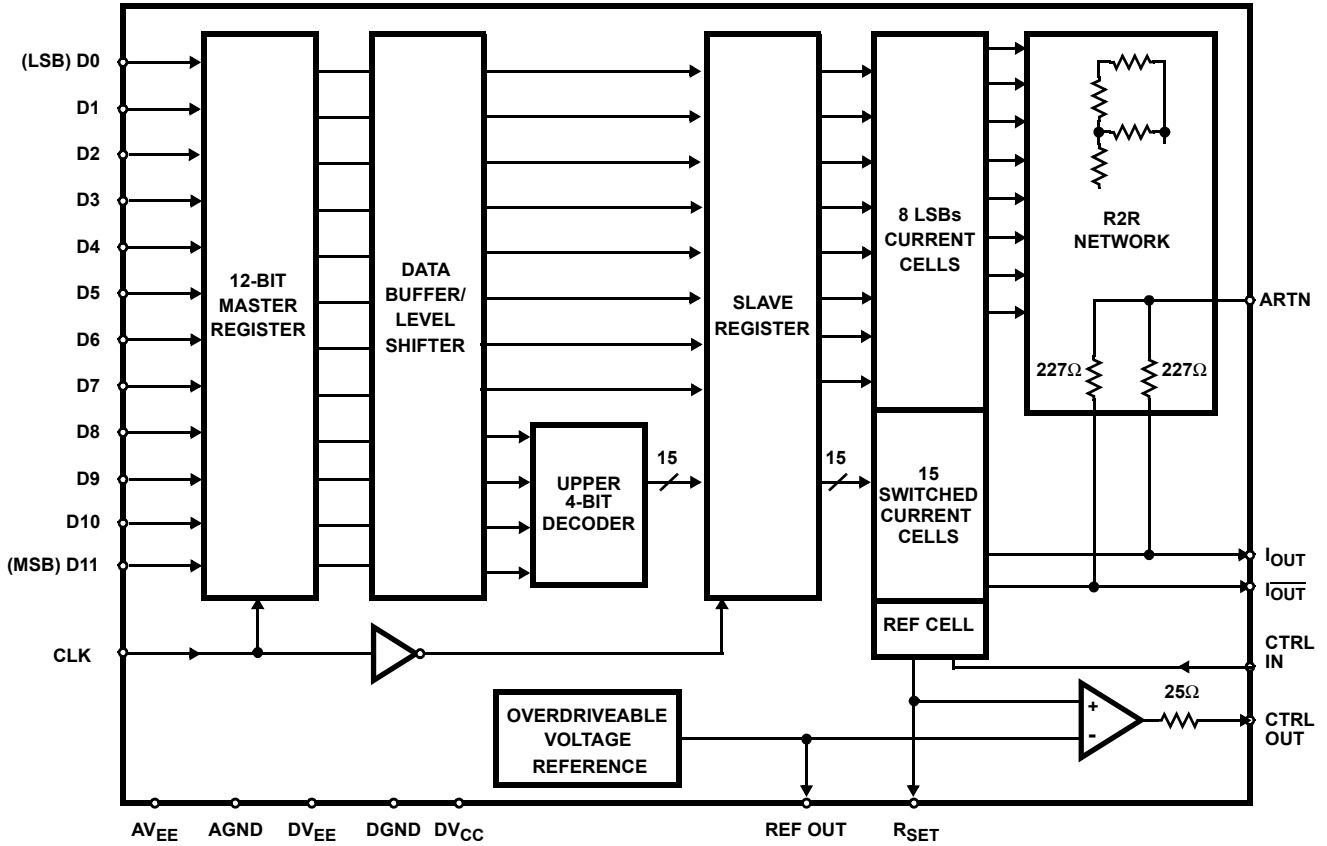 (LSB) D0
D1
D2
D3
D4
D5
D6
D7
D8
D9
D10
(MSB) D11
CLK
12-BIT
MASTER
REGISTER
DATA
BUFFER/
LEVEL
SHIFTER
UPPER
4-BIT
DECODER
15
SLAVE
REGISTER
15
8 LSBs
CURRENT
CELLS
15
SWITCHED
CURRENT
CELLS
REF CELL
R2R
NETWORK
227Ω
227Ω
ARTN
IOUT
IOUT
CTRL
IN
25Ω
CTRL
OUT
+
-
OVERDRIVEABLE
VOLTAGE
REFERENCE
AVEE
AGND
DVEE
DGND
DVCC
REF OUT
RSET